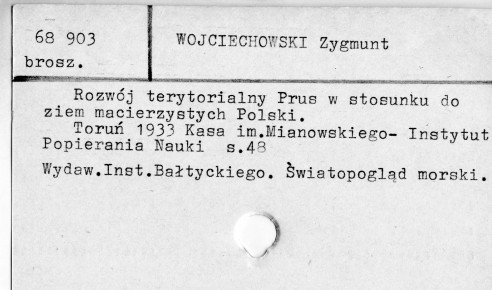 68 903
brosz.
WOJCIECHOWSKI Zygmunt
Rozwój terytorialny Prus w stosunku do
ziem macierzystych Polski.
Toruń 1933 Kasa im.Mianowskiego- Instytut
Popierania Nauki s.48
Wydaw.Inst.Bałtyckiego. Światopogląd morski.